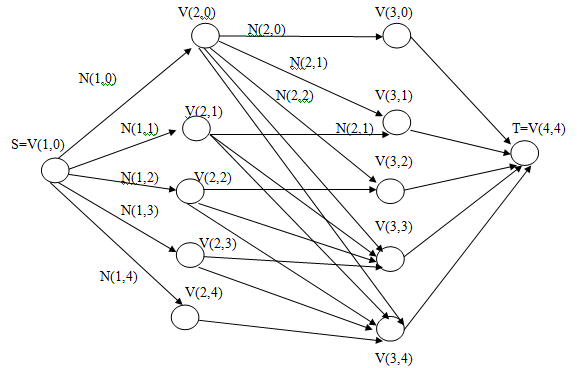 V(2,0)
V(3,0)
N(2,0)
N(2,1)
N(1,0)
N(2,2)
V(3,1)
V(2,1)
N(1,1)
N(2,1)
T=V(4,4)
S=V(1,0)
V(3,2)
N(1,2)
V(2,2)
N(1,3)
V(3,3)
V(2,3)
N(1,4)
V(2,4)
V(3,4)